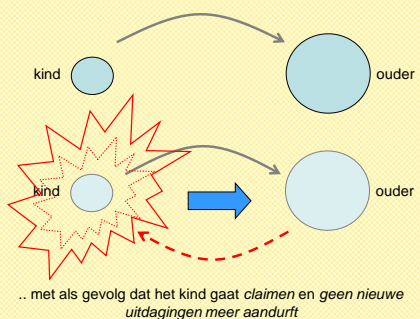 kind
ouder
kind
ouder
.. met als gevolg dat het kind gaat claimen en geen nieuwe
uitdagingen meer aandurft